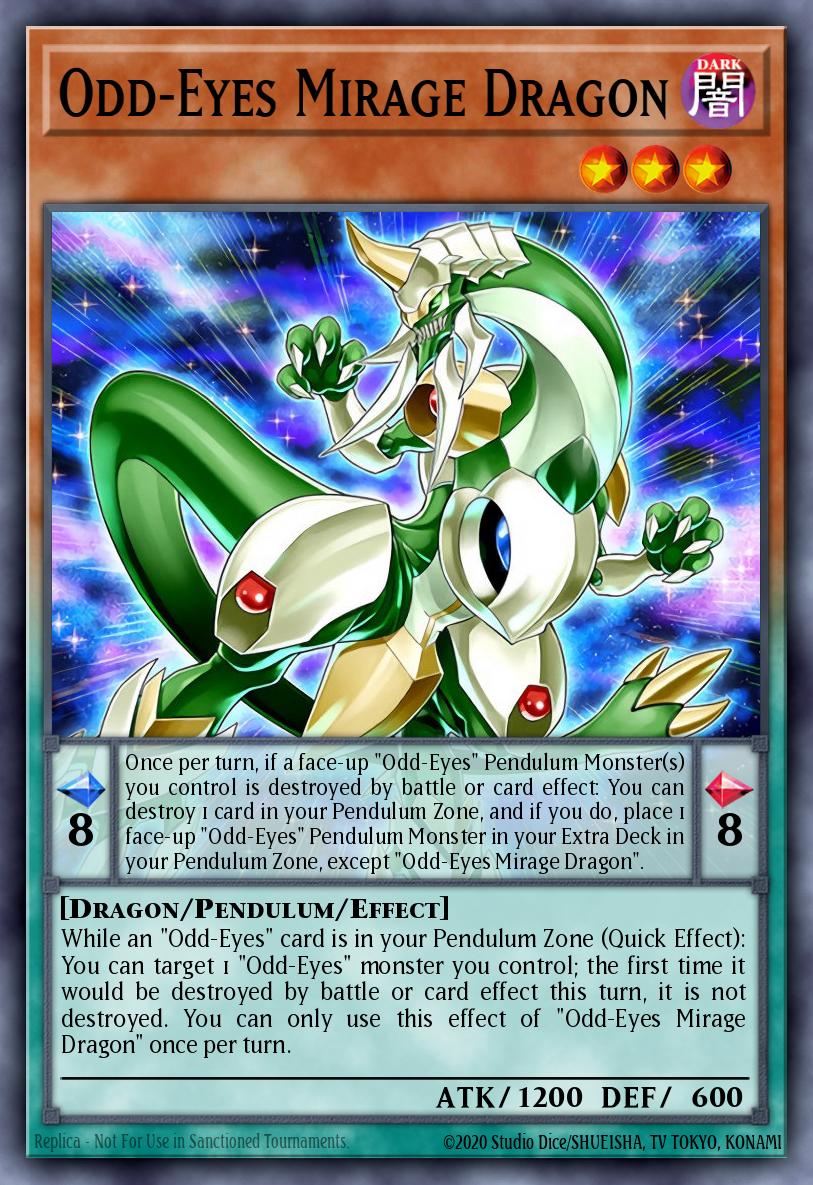 Odd-Eyes Mirage Dragon
DARK
闇
Once per turn, if a face-up "Odd-Eyes" Pendulum Monster(s)
you control is destroyed by battle or card effect: You can
destroy 1 card in your Pendulum Zone, and if you do, place 1
face-up "Odd-Eyes" Pendulum Monster in your Extra Deck in
your Pendulum Zone, except "Odd-Eyes Mirage Dragon".
8
8
[Dragon/Pendulum/Effect]
While an "Odd-Eyes" card is in your Pendulum Zone (Quick Effect):
You can target 1 "Odd-Eyes" monster you control; the first time it
would be destroyed by battle or card effect this turn, it is not
destroyed. You can only use this effect of "Odd-Eyes Mirage
Dragon" once per turn.
ATK/1200 DEF/ 600
Replica - Not For Use in Sanctioned Tournaments.
©2020 Studio Dice/SHUEISHA, TV TOKYO, KONAMI